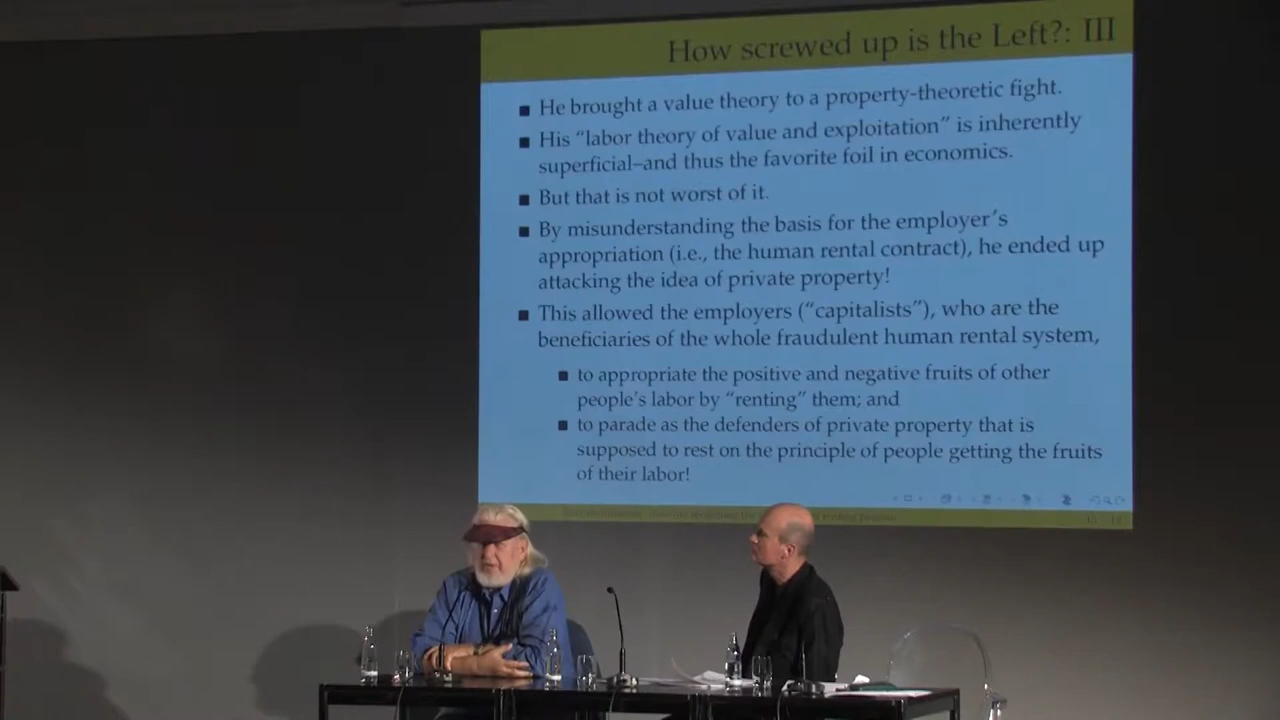 How screwed up is the Left?: III
He brought a value theory to a property-theoretic fight.
His “labor theory of value and exploitation” is inherently
superficial–and thus the favorite foil in economics.
But that is not worst of it.
By misunderstanding the basis for the employer's
appropriation (i.e., the human rental contract), he ended up
attacking the idea of private property!
This allowed the employers (“capitalists”), who are the
beneficiaries of the whole fraudulent human rental system,
to appropriate the positive and negative fruits of other
people's labor by “renting” them; and
to parade as the defenders of private property that is
supposed to rest on the principle of people getting the fruits
of their labor!